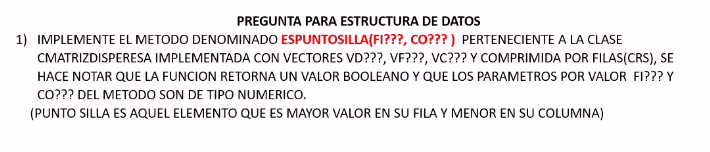 PREGUNTA PARA ESTRUCTURA DE DATOS
1) IMPLEMENTE EL METODO DENOMINADO ESPUNTOSILLA(FI???, CO??? ) PERTENECIENTE A LA CLASE
CMATRIZDISPERESA IMPLEMENTADA CON VECTORES VD???, VF???, VC??? Y COMPRIMIDA POR FILAS(CRS), SE
HACE NOTAR QUE LA FUNCION RETORNA UN VALOR BOOLEANO Y QUE LOS PARAMETROS POR VALOR FI??? Y
CO??? DEL METODO SON DE TIPO NUMERICO.
(PUNTO SILLA ES AQUEL ELEMENTO QUE ES MAYOR VALOR EN SU FILA Y MENOR EN SU COLUMNA)